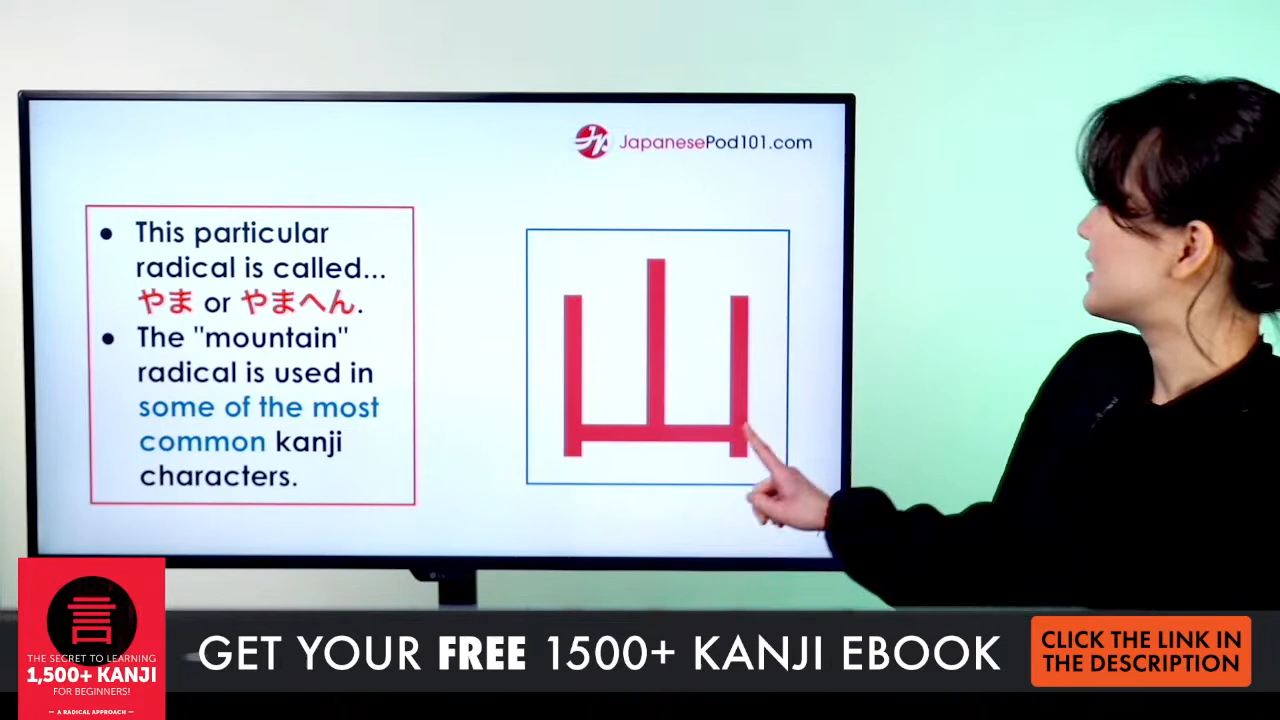 JapanesePod101.com
● This particular
radical is called...
やま or やまへん.
● The "mountain"
radical is used in
some of the most
common kanji
characters.
山
言
THE SECRET TO LEARNING
1,500+ KANJI
FOR BEGINNERS!
— A RADICAL APPROACH —
GET YOUR FREE 1500+ KANJI EBOOK
CLICK THE LINK IN
THE DESCRIPTION